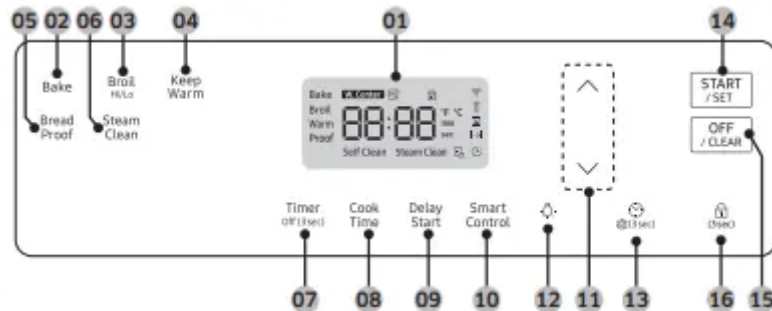 05 02 06 03 04 01 14
Bake
Broil
Hi/Lo
Keep
Warm
Bread
Proof
Steam
Clean
Bake
Broil
Warm
Proof
88:88
°F °C
Self Clean Steam Clean
START
/ SET
OFF
/ CLEAR
Timer
Off (3 sec)
Cook
Time
Delay
Start
Smart
Control
(3 sec)
(3sec)
07 08 09 10 12 11 13 16 15